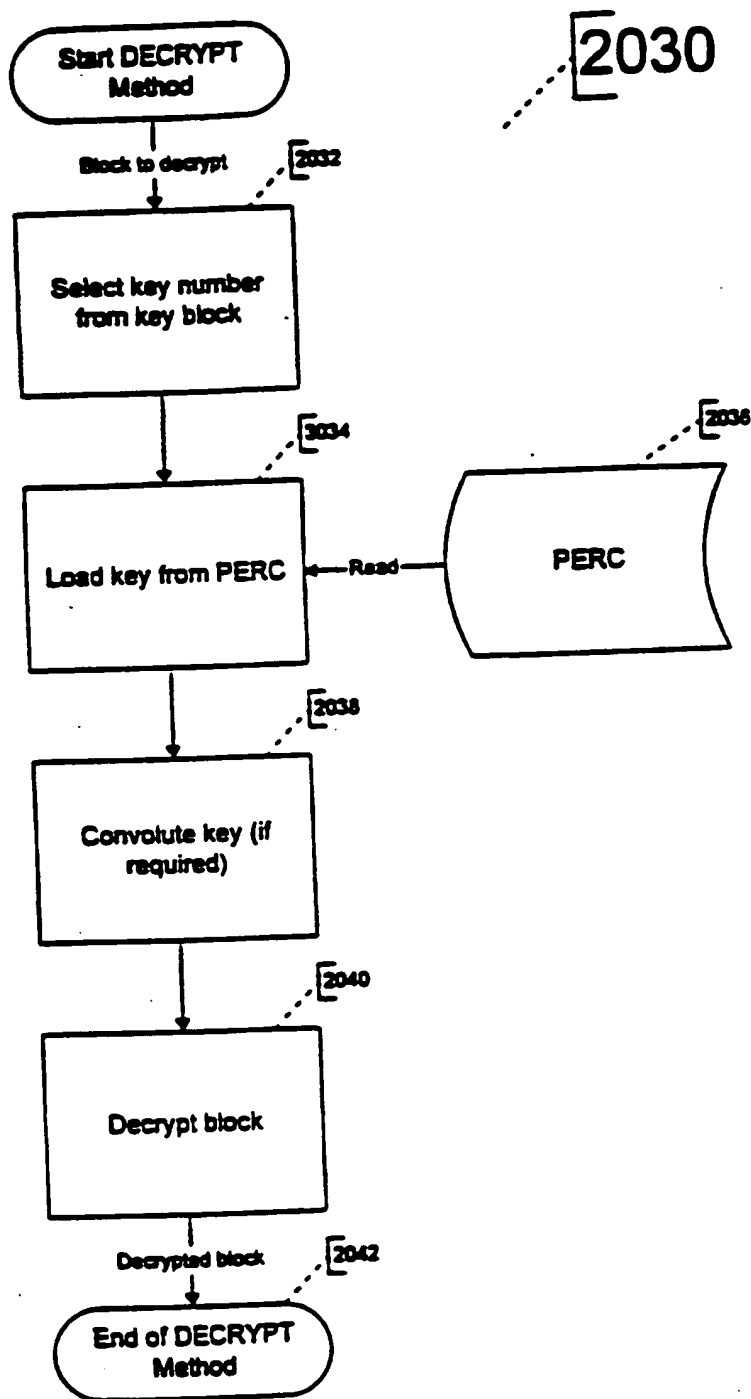 2030
Start DECRYPT
Method
Block to decrypt
2032
Select key number
from key block
3034
2036
Load key from PERC
Read
PERC
2038
Convolute key (if
required)
2040
Decrypt block
Decrypted block
2042
End of DECRYPT
Method